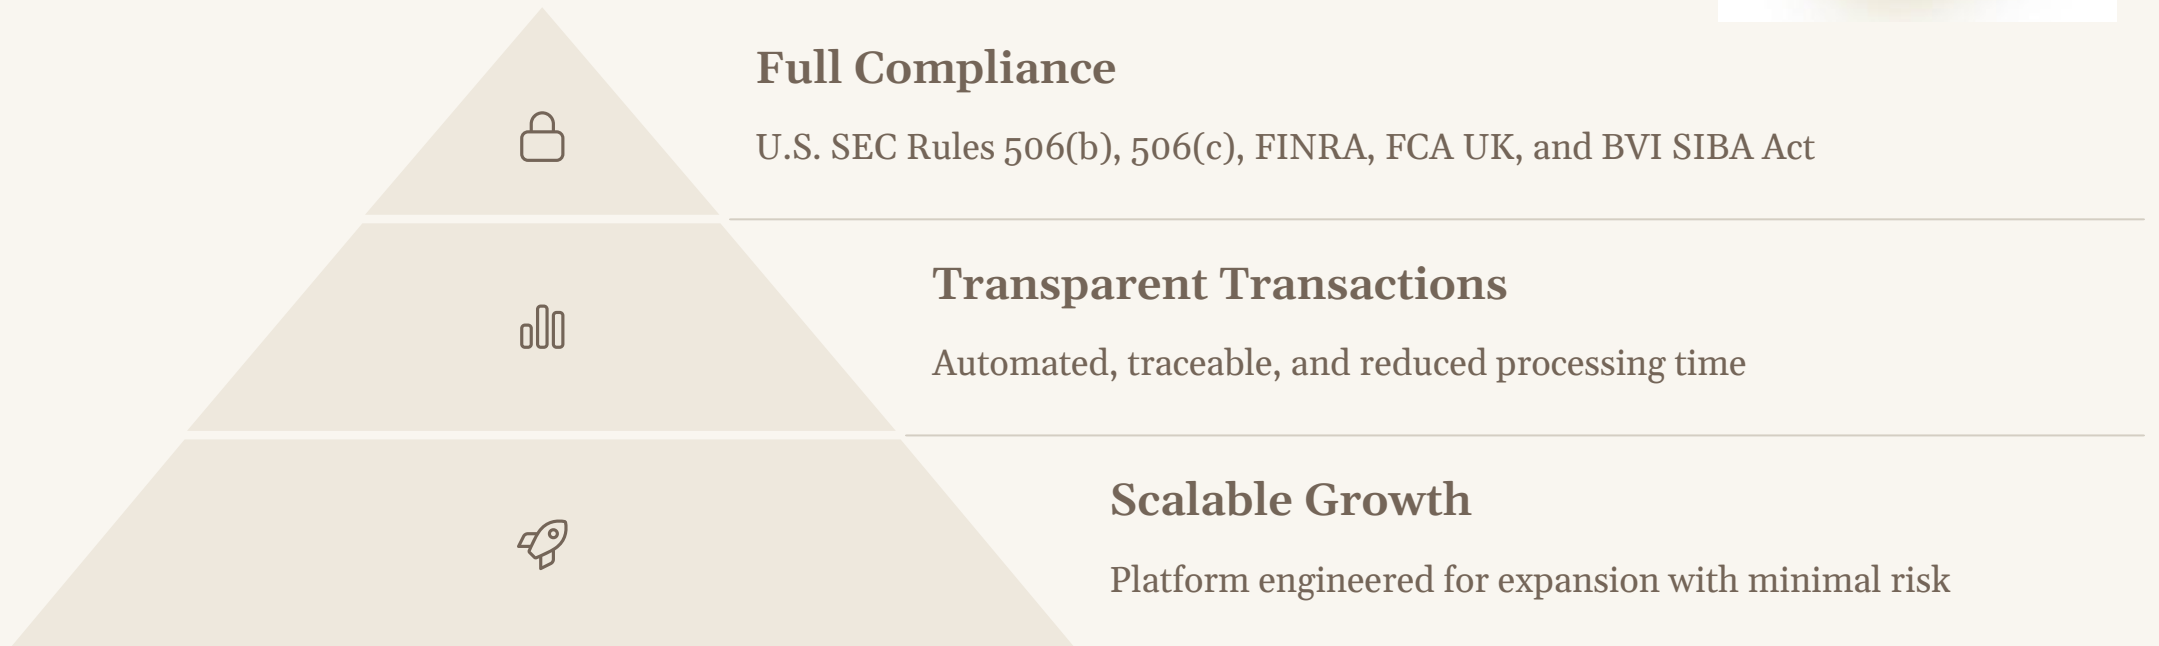 Full Compliance
U.S. SEC Rules 506(b), 506(c), FINRA, FCA UK, and BVI SIBA Act
Transparent Transactions
Automated, traceable, and reduced processing time
Scalable Growth
Platform engineered for expansion with minimal risk